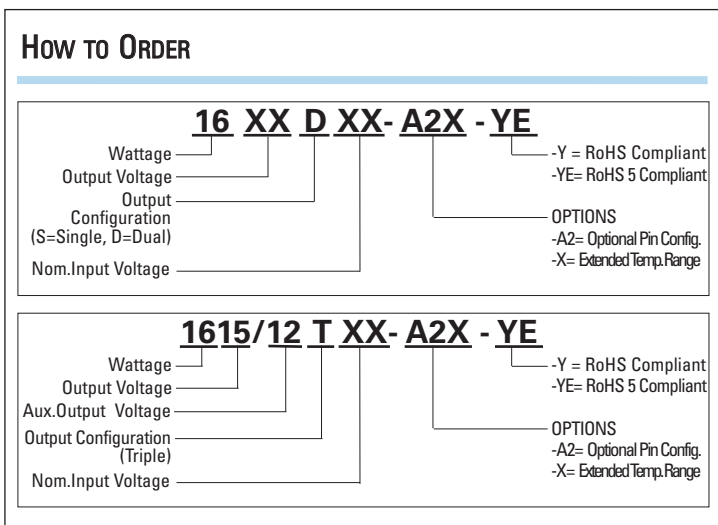 HOW TO ORDER
16 XX D XX- A2X - YE
Wattage
Output Voltage
Output
Configuration
(S=Single, D=Dual)
Nom.Input Voltage
-Y = RoHS Compliant
-YE= RoHS 5 Compliant
OPTIONS
-A2= Optional Pin Config.
-X= Extended Temp.Range
1615/12 T XX- A2X - YE
Wattage
Output Voltage
Aux.Output Voltage
Output Configuration
(Triple)
Nom.Input Voltage
-Y = RoHS Compliant
-YE= RoHS 5 Compliant
OPTIONS
-A2= Optional Pin Config.
-X= Extended Temp.Range